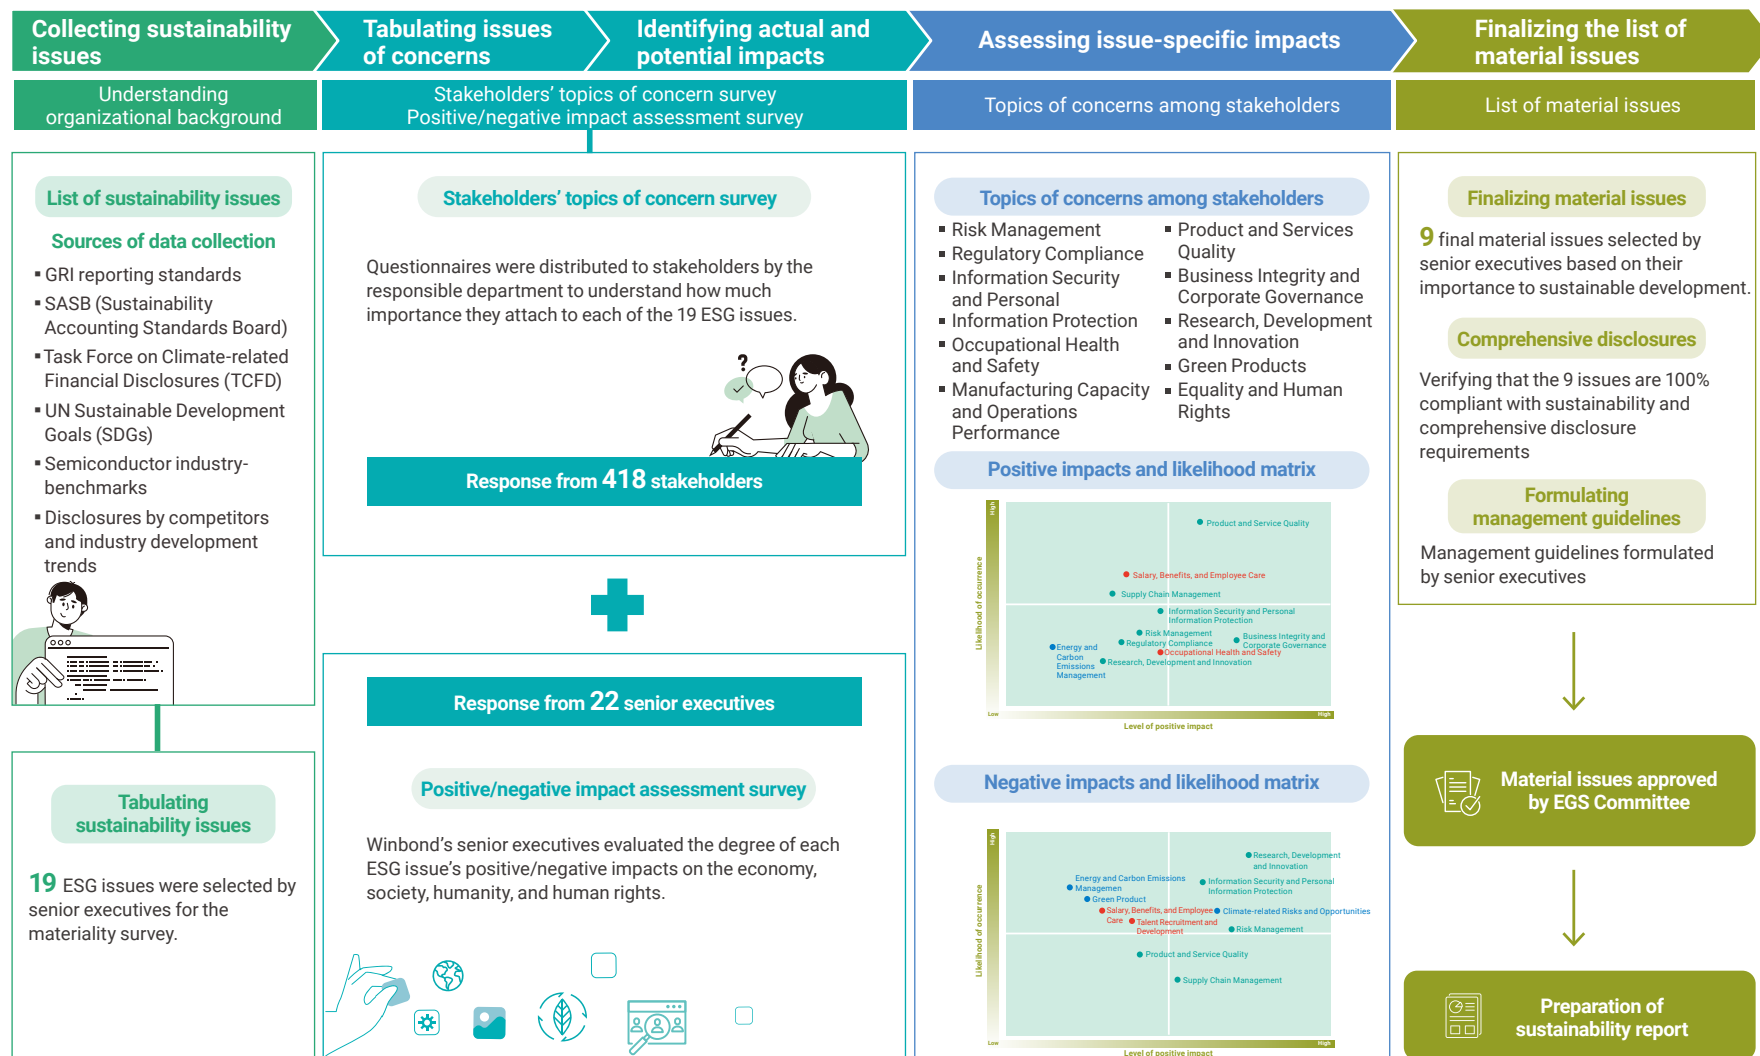 Collecting sustainability
issues
Tabulating issues
of concerns
Identifying actual and
potential impacts
Assessing issue-specific impacts
Finalizing the list of
material issues
Understanding
organizational background
Stakeholders' topics of concern survey
Positive/negative impact assessment survey
Topics of concerns among stakeholders
List of material issues
List of sustainability issues
Sources of data collection
▪ GRI reporting standards
▪ SASB (Sustainability
Accounting Standards Board)
▪ Task Force on Climate-related
Financial Disclosures (TCFD)
▪ UN Sustainable Development
Goals (SDGs)
▪ Semiconductor industry-
benchmarks
▪ Disclosures by competitors
and industry development
trends
Tabulating
sustainability issues
19 ESG issues were selected by
senior executives for the
materiality survey.
Stakeholders' topics of concern survey
Questionnaires were distributed to stakeholders by the
responsible department to understand how much
importance they attach to each of the 19 ESG issues.
?
Response from 418 stakeholders
Response from 22 senior executives
Positive/negative impact assessment survey
Winbond's senior executives evaluated the degree of each
ESG issue's positive/negative impacts on the economy,
society, humanity, and human rights.
Topics of concerns among stakeholders
▪ Risk Management
▪ Regulatory Compliance
▪ Information Security
and Personal
▪ Information Protection
▪ Occupational Health
and Safety
▪ Manufacturing Capacity
and Operations
Performance
▪ Product and Services
Quality
▪ Business Integrity and
Corporate Governance
▪ Research, Development
and Innovation
▪ Green Products
▪ Equality and Human
Rights
Positive impacts and likelihood matrix
High
Likelihood of occurrence
Product and Service Quality
Salary, Benefits, and Employee Care
Supply Chain Management
Information Security and Personal
Information Protection
Risk Management
Regulatory Compliance
Business Integrity and
Corporate Governance
Energy and
Carbon
Emissions
Management
Occupational Health and Safety
Research, Development and Innovation
Low
High
Level of positive impact
Negative impacts and likelihood matrix
High
Likelihood of occurrence
Research, Development
and Innovation
Energy and Carbon Emissions
Managemen
Information Security and Personal
Information Protection
Green Product
Salary, Benefits, and Employee
Care
Climate-related Risks and Opportunities
Talent Recruitment and
Development
Risk Management
Product and Service Quality
Supply Chain Management
Low
High
Level of positive impact
Finalizing material issues
9 final material issues selected by
senior executives based on their
importance to sustainable development.
Comprehensive disclosures
Verifying that the 9 issues are 100%
compliant with sustainability and
comprehensive disclosure
requirements
Formulating
management guidelines
Management guidelines formulated
by senior executives
Material issues approved
by EGS Committee
Preparation of
sustainability report